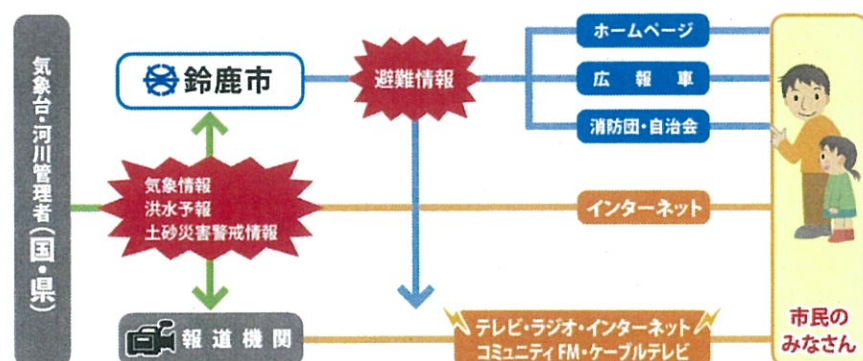 気象台・河川管理者(国・県)
鈴鹿市
避難情報
ホームページ
広報車
消防団・自治会
気象情報
洪水予報
土砂災害警戒情報
インターネット
報道機関
テレビ・ラジオ・インターネット
コミュニティFM・ケーブルテレビ
市民の
みなさん